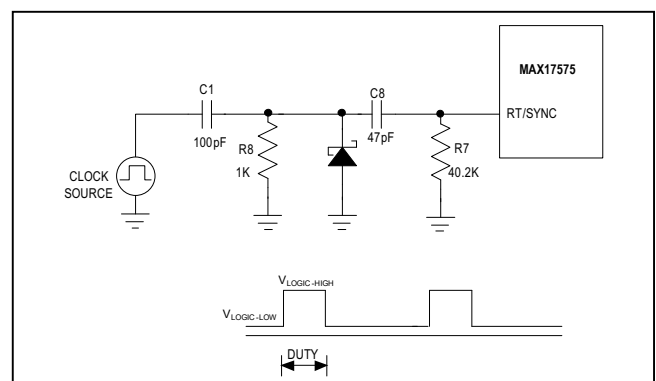 MAX17575
RT/SYNC
C1
100pF
R8
1K
C8
47pF
R7
40.2K
CLOCK
SOURCE
VLOGIC-HIGH
VLOGIC-LOW
DUTY